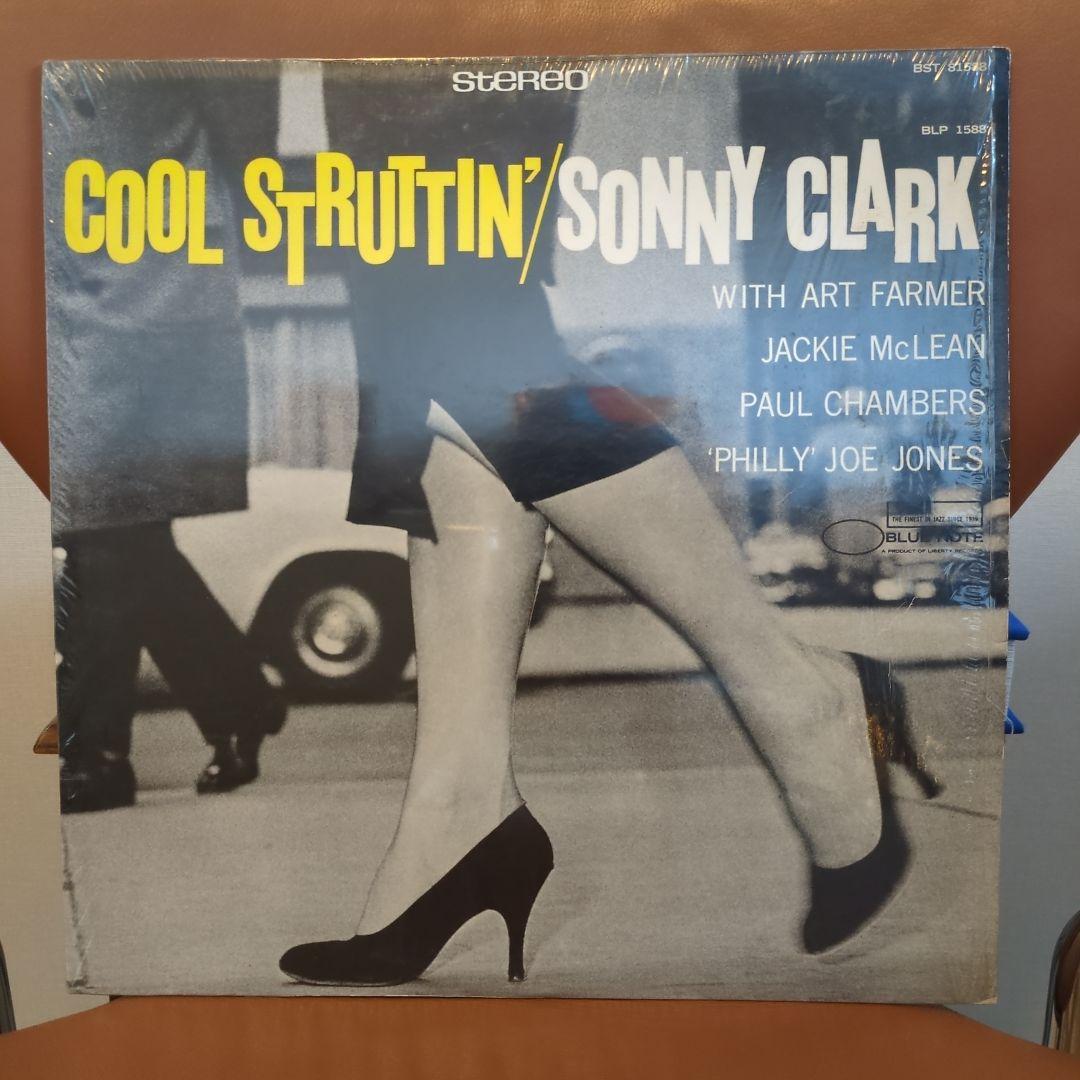 stereo
BST 81588
BLP 1588
COOL STRUTTIN'/SONNY CLARK
WITH ART FARMER
JACKIE McLEAN
PAUL CHAMBERS
'PHILLY' JOE JONES
THE FINEST IN JAZZ SINCE 1939
BLUE NOTE
A PRODUCT OF LIBERTY RECORDS